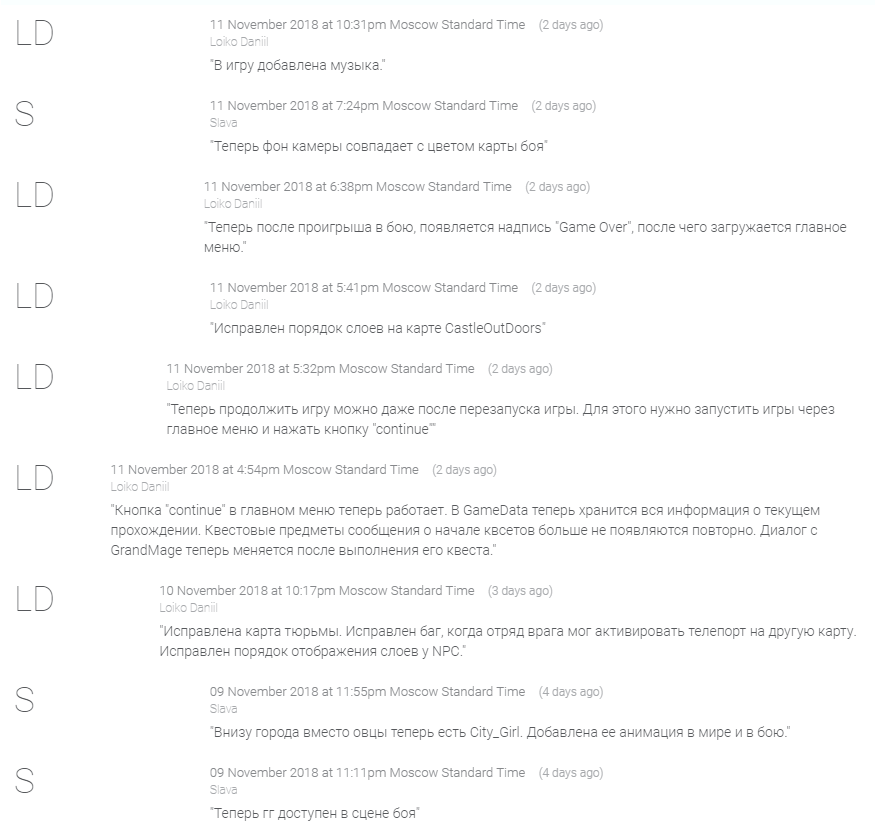 LD
11 November 2018 at 10:31pm Moscow Standard Time (2 days ago)
Loiko Daniil
"В игру добавлена музыка."
S
11 November 2018 at 7:24pm Moscow Standard Time (2 days ago)
Slava
"Теперь фон камеры совпадает с цветом карты боя"
LD
11 November 2018 at 6:38pm Moscow Standard Time (2 days ago)
Loiko Daniil
"Теперь после проигрыша в бою, появляется надпись "Game Over", после чего загружается главное
меню."
LD
11 November 2018 at 5:41pm Moscow Standard Time (2 days ago)
Loiko Daniil
"Исправлен порядок слоев на карте CastleOutDoors"
LD
11 November 2018 at 5:32pm Moscow Standard Time (2 days ago)
Loiko Daniil
"Теперь продолжить игру можно даже после перезапуска игры. Для этого нужно запустить игры через
главное меню и нажать кнопку "continue""
LD
11 November 2018 at 4:54pm Moscow Standard Time (2 days ago)
Loiko Daniil
"Кнопка "continue" в главном меню теперь работает. В GameData теперь хранится вся информация о текущем
прохождении. Квестовые предметы сообщения о начале квсетов больше не появляются повторно. Диалог с
GrandMage теперь меняется после выполнения его квеста."
LD
10 November 2018 at 10:17pm Moscow Standard Time (3 days ago)
Loiko Daniil
"Исправлена карта тюрьмы. Исправлен баг, когда отряд врага мог активировать телепорт на другую карту.
Исправлен порядок отображения слоев у NPC."
S
09 November 2018 at 11:55pm Moscow Standard Time (4 days ago)
Slava
"Внизу города вместо овцы теперь есть City_Girl. Добавлена ее анимация в мире и в бою."
S
09 November 2018 at 11:11pm Moscow Standard Time (4 days ago)
Slava
"Теперь гг доступен в сцене боя"